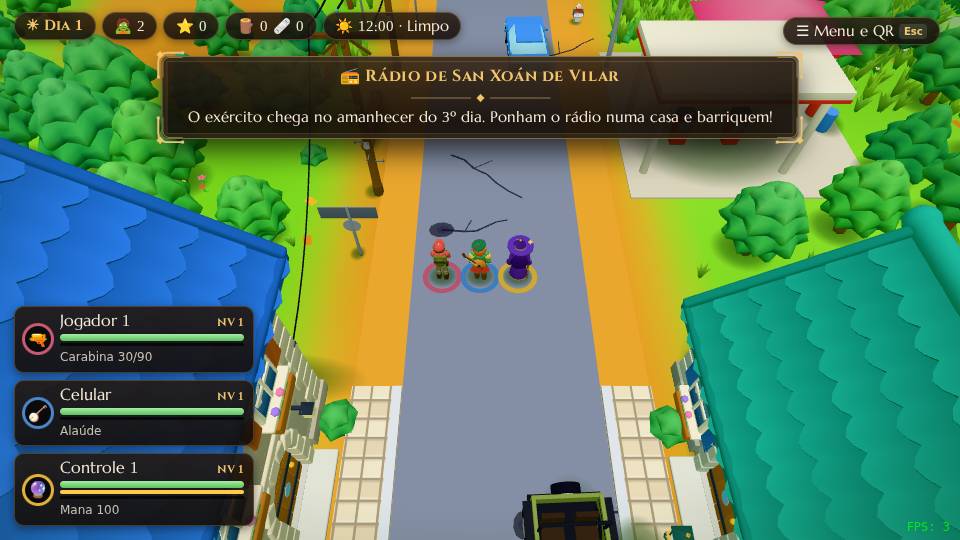 DIA 1
2
0
0
0
12:00 · Limpo
Menu e QR Esc
RÁDIO DE SAN XOÁN DE VILAR
O exército chega no amanhecer do 3º dia. Ponham o rádio numa casa e barriquem!
Jogador 1 NV 1
Carabina 30/90
Celular NV 1
Alaúde
Controle 1 NV 1
Mana 100
FPS: 3